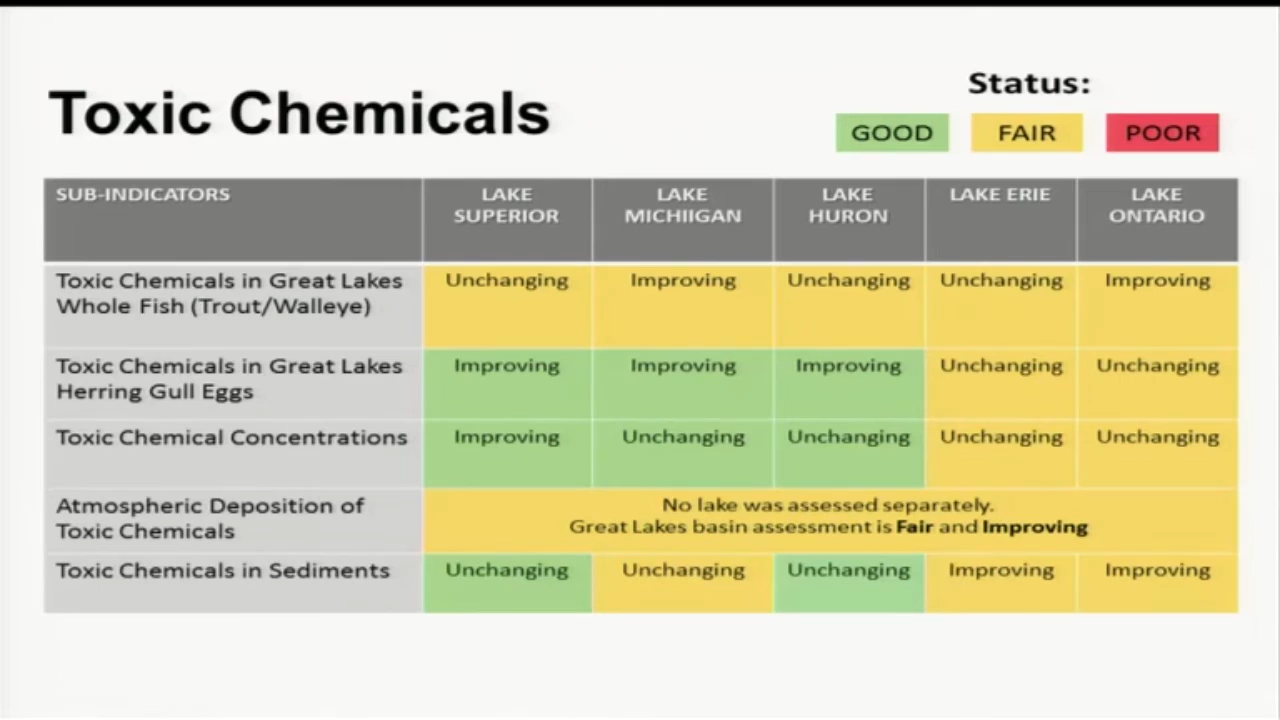 Toxic Chemicals
Status:
GOOD FAIR POOR
SUB-INDICATORS LAKE SUPERIOR LAKE MICHIIGAN LAKE HURON LAKE ERIE LAKE ONTARIO
Toxic Chemicals in Great Lakes Unchanging Improving Unchanging Unchanging Improving
Whole Fish (Trout/Walleye)
Toxic Chemicals in Great Lakes Improving Improving Improving Unchanging Unchanging
Herring Gull Eggs
Toxic Chemical Concentrations Improving Unchanging Unchanging Unchanging Unchanging
Atmospheric Deposition of No lake was assessed separately.
Toxic Chemicals Great Lakes basin assessment is Fair and Improving
Toxic Chemicals in Sediments Unchanging Unchanging Unchanging Improving Improving